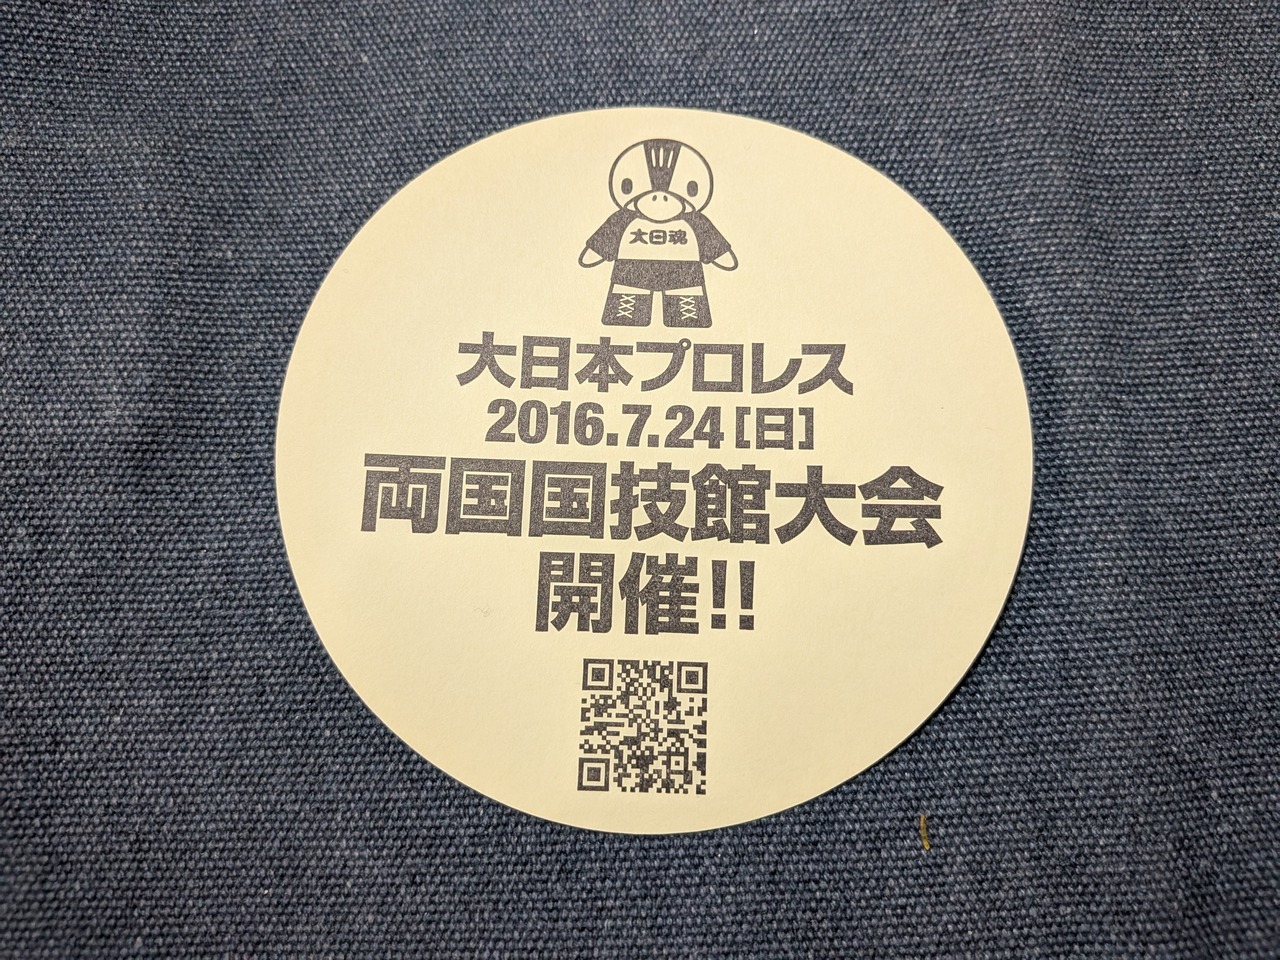 大日魂
大日本プロレス
2016.7.24[日]
両国国技館大会
開催!!